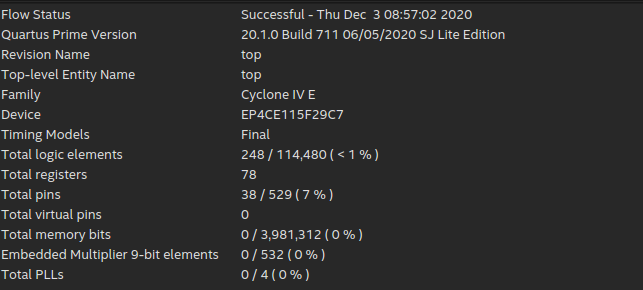 Flow Status Successful - Thu Dec 3 08:57:02 2020
Quartus Prime Version 20.1.0 Build 711 06/05/2020 SJ Lite Edition
Revision Name top
Top-level Entity Name top
Family Cyclone IV E
Device EP4CE115F29C7
Timing Models Final
Total logic elements 248 / 114,480 ( < 1 % )
Total registers 78
Total pins 38 / 529 ( 7 % )
Total virtual pins 0
Total memory bits 0 / 3,981,312 ( 0 % )
Embedded Multiplier 9-bit elements 0 / 532 ( 0 % )
Total PLLs 0 / 4 ( 0 % )